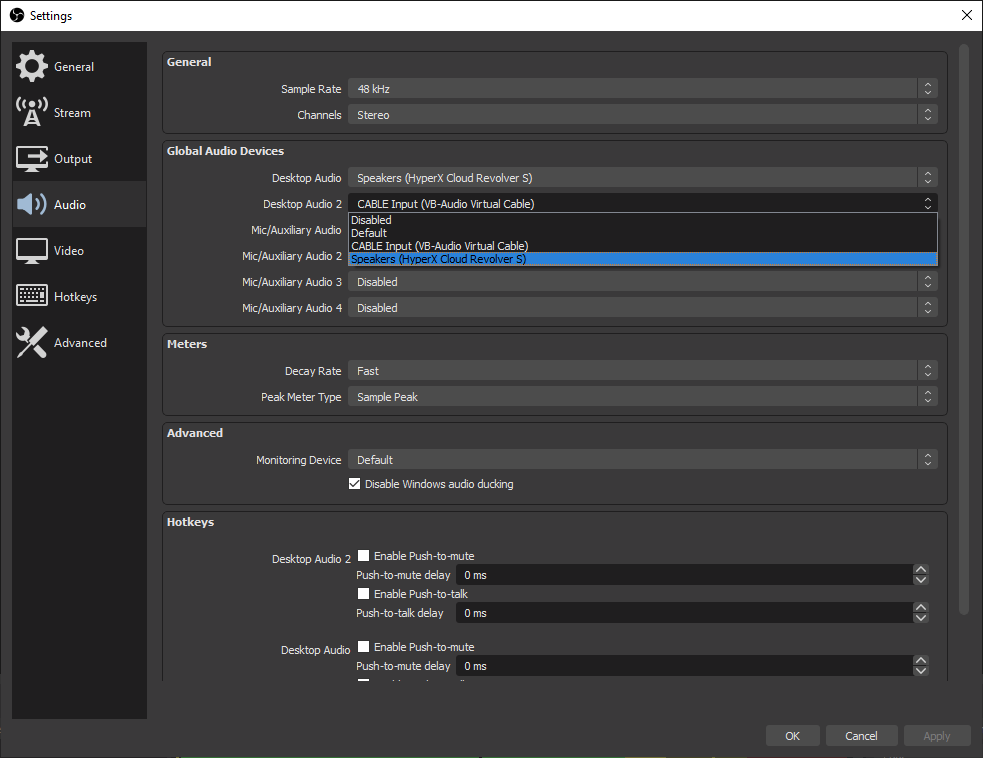 Settings
General
Stream
Output
Audio
Video
Hotkeys
Advanced
General
Sample Rate 48 kHz
Channels Stereo
Global Audio Devices
Desktop Audio Speakers (HyperX Cloud Revolver S)
Desktop Audio 2 CABLE Input (VB-Audio Virtual Cable)
Disabled
Mic/Auxiliary Audio Default
CABLE Input (VB-Audio Virtual Cable)
Mic/Auxiliary Audio 2 Speakers (HyperX Cloud Revolver S)
Mic/Auxiliary Audio 3 Disabled
Mic/Auxiliary Audio 4 Disabled
Meters
Decay Rate Fast
Peak Meter Type Sample Peak
Advanced
Monitoring Device Default
Disable Windows audio ducking
Hotkeys
Desktop Audio 2 Enable Push-to-mute
Push-to-mute delay 0 ms
Enable Push-to-talk
Push-to-talk delay 0 ms
Desktop Audio Enable Push-to-mute
Push-to-mute delay 0 ms
OK Cancel Apply